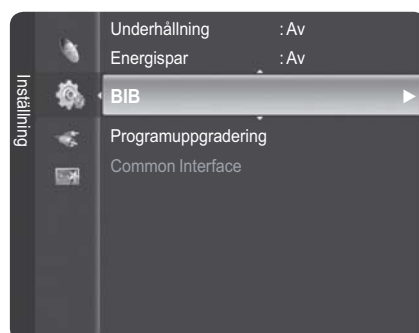 Inställning
Underhållning : Av
Energispar : Av
BIB
Programuppgradering
Common Interface